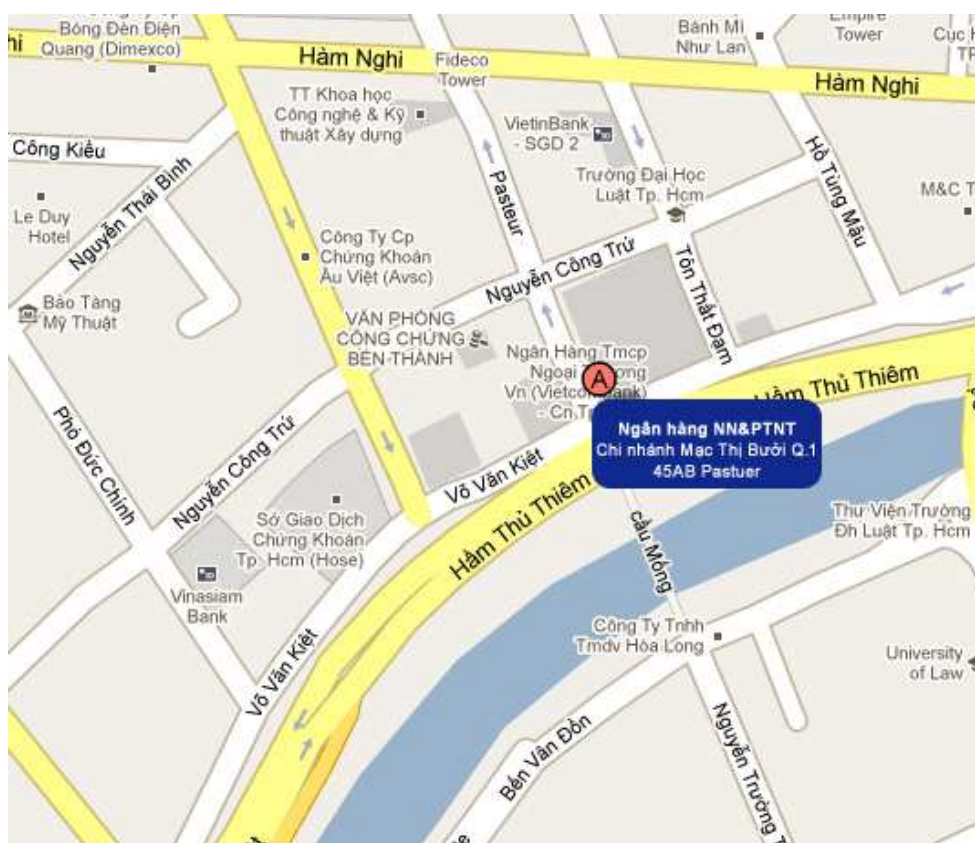 Bóng Đèn Điện
Quang (Dimexco)
Hàm Nghi
Fideco
Tower
Bánh Mì
Như Lan
Empire
Tower
Hàm Nghi
TT Khoa học
Công nghệ & Kỹ
thuật Xây dựng
VietinBank
- SGD 2
Công Kiều
Nguyễn Thái Bình
Pasteur
Trường Đại Học
Luật Tp. Hcm
Hồ Tùng Mậu
M&C
Le Duy
Hotel
Công Ty Cp
Chứng Khoán
Âu Việt (Avsc)
Nguyễn Công Trứ
Tôn Thất Đạm
Bảo Tàng
Mỹ Thuật
VĂN PHÒNG
CÔNG CHỨNG
BẾN THÀNH
Ngân Hàng Tmcp
Ngoại
Vn
A
Hầm Thủ Thiêm
Ngân hàng NN&PTNT
Chi nhánh Mạc Thị Bưởi Q.1
45AB Pastuer
Phó Đức Chính
Nguyễn Công Trứ
Võ Văn Kiệt
Sở Giao Dịch
Chứng Khoán
Tp. Hcm (Hose)
Hầm Thủ Thiêm
cầu Mống
Thư Viện Trường
Đh Luật Tp. Hcm
Vinasiam
Bank
Công Ty Tnhh
Tmdv Hòa Long
University
of Law
Võ Văn Kiệt
Bến Vân Đồn
Nguyễn Trường